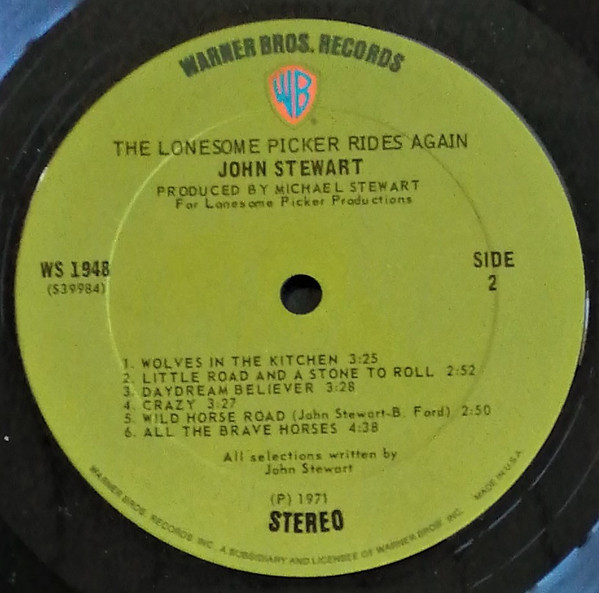 WARNER BROS. RECORDS
WB
®
THE LONESOME PICKER RIDES AGAIN
JOHN STEWART
PRODUCED BY MICHAEL STEWART
For Lonesome Picker Productions
WS 1948
(S39984)
SIDE
2
1. WOLVES IN THE KITCHEN 3:25
2. LITTLE ROAD AND A STONE TO ROLL 2:52
3. DAYDREAM BELIEVER 3:28
4. CRAZY 3:27
5. WILD HORSE ROAD (John Stewart-B. Ford) 2:50
6. ALL THE BRAVE HORSES 4:38
All selections written by
John Stewart
(P) 1971
STEREO
WARNER BROS. RECORDS INC. A SUBSIDIARY AND LICENSEE OF WARNER BROS. INC.
MADE IN U.S.A.